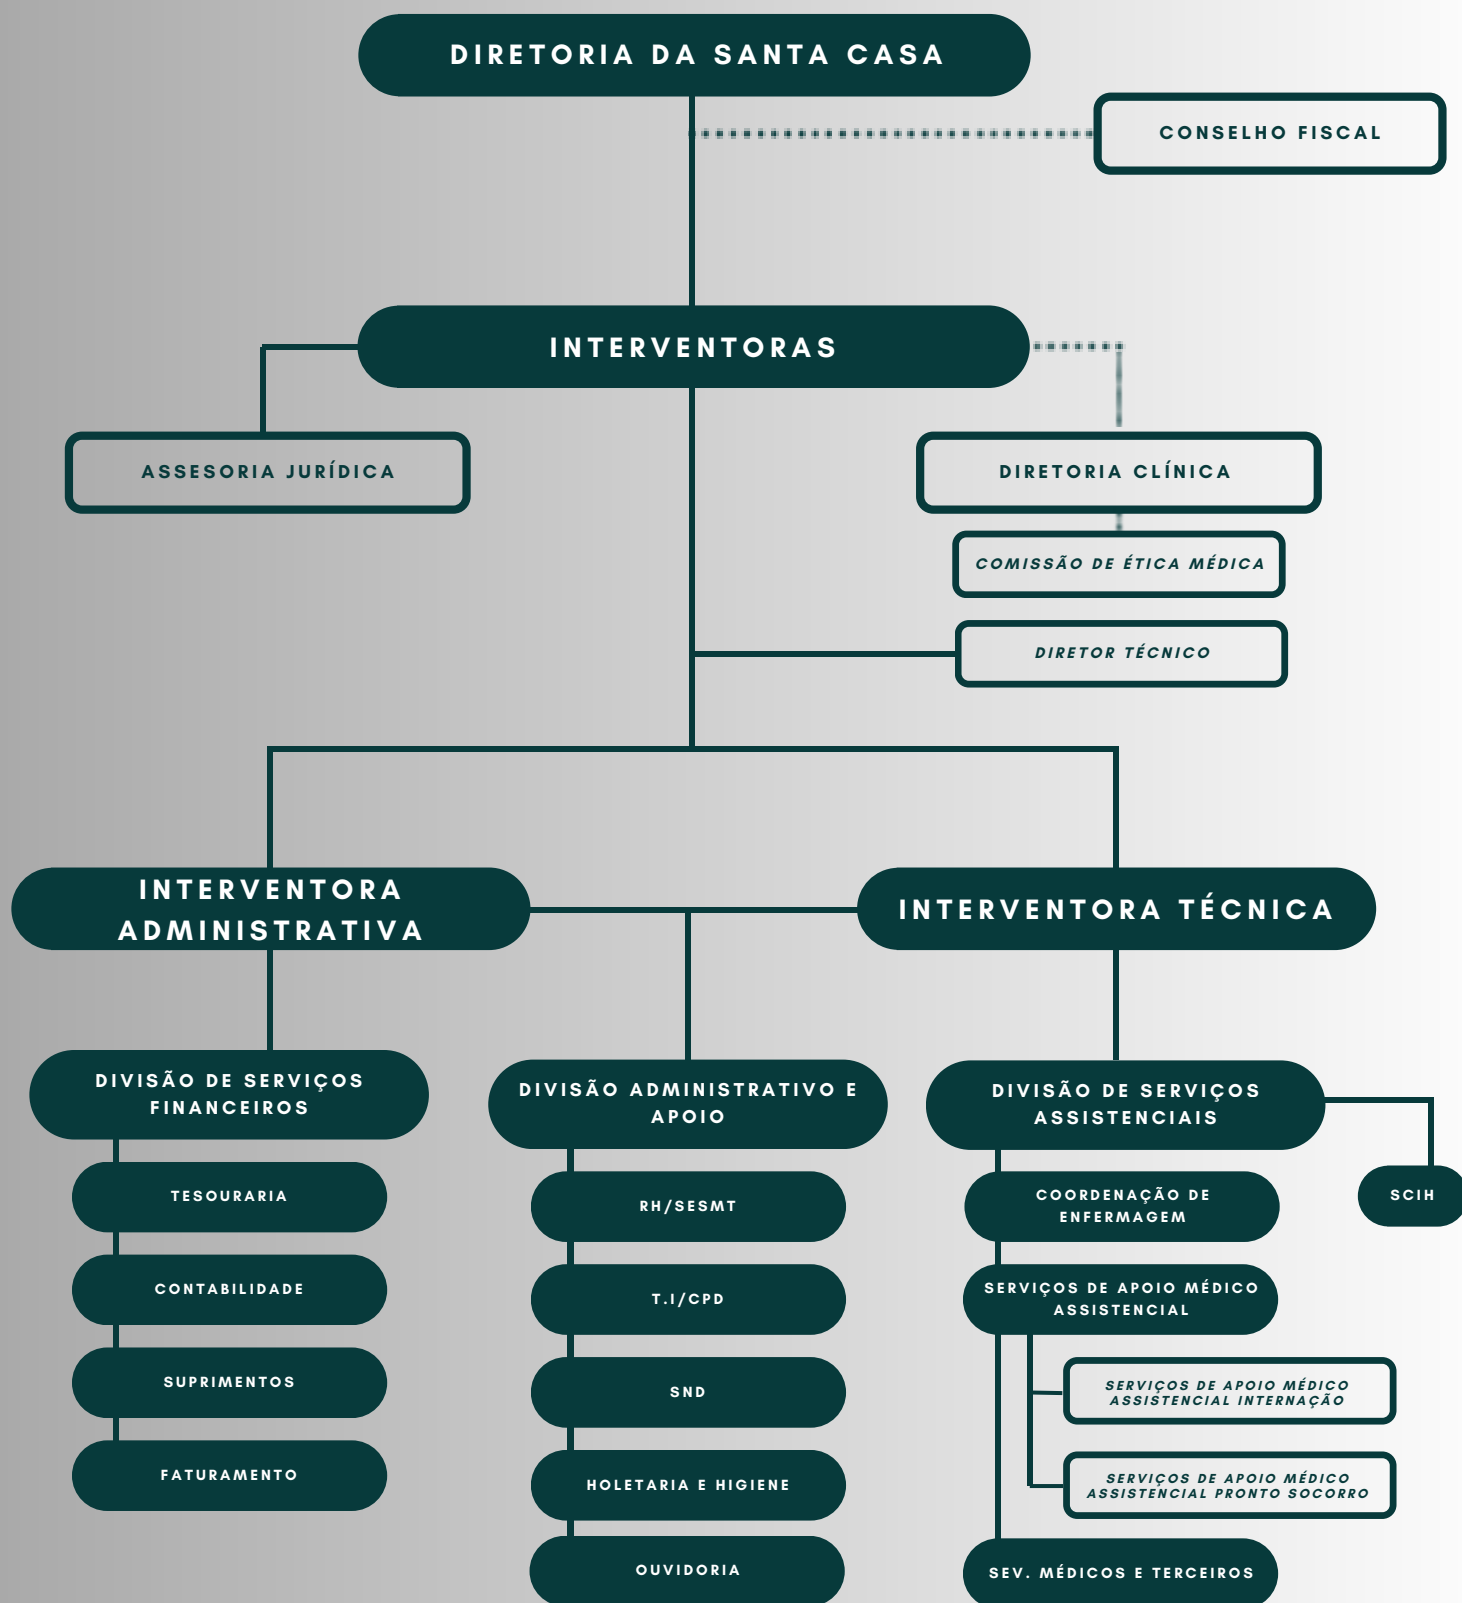 DIRETORIA DA SANTA CASA
CONSELHO FISCAL
INTERVENTORAS
ASSESORIA JURÍDICA
DIRETORIA CLÍNICA
COMISSÃO DE ÉTICA MÉDICA
DIRETOR TÉCNICO
INTERVENTORA
ADMINISTRATIVA
INTERVENTORA TÉCNICA
DIVISÃO DE SERVIÇOS
FINANCEIROS
TESOURARIA
CONTABILIDADE
SUPRIMENTOS
FATURAMENTO
DIVISÃO ADMINISTRATIVO E
APOIO
RH/SESMT
T.I/CPD
SND
HOLETARIA E HIGIENE
OUVIDORIA
DIVISÃO DE SERVIÇOS
ASSISTENCIAIS
SCIH
COORDENAÇÃO DE
ENFERMAGEM
SERVIÇOS DE APOIO MÉDICO
ASSISTENCIAL
SERVIÇOS DE APOIO MÉDICO
ASSISTENCIAL INTERNAÇÃO
SERVIÇOS DE APOIO MÉDICO
ASSISTENCIAL PRONTO SOCORRO
SEV. MÉDICOS E TERCEIROS